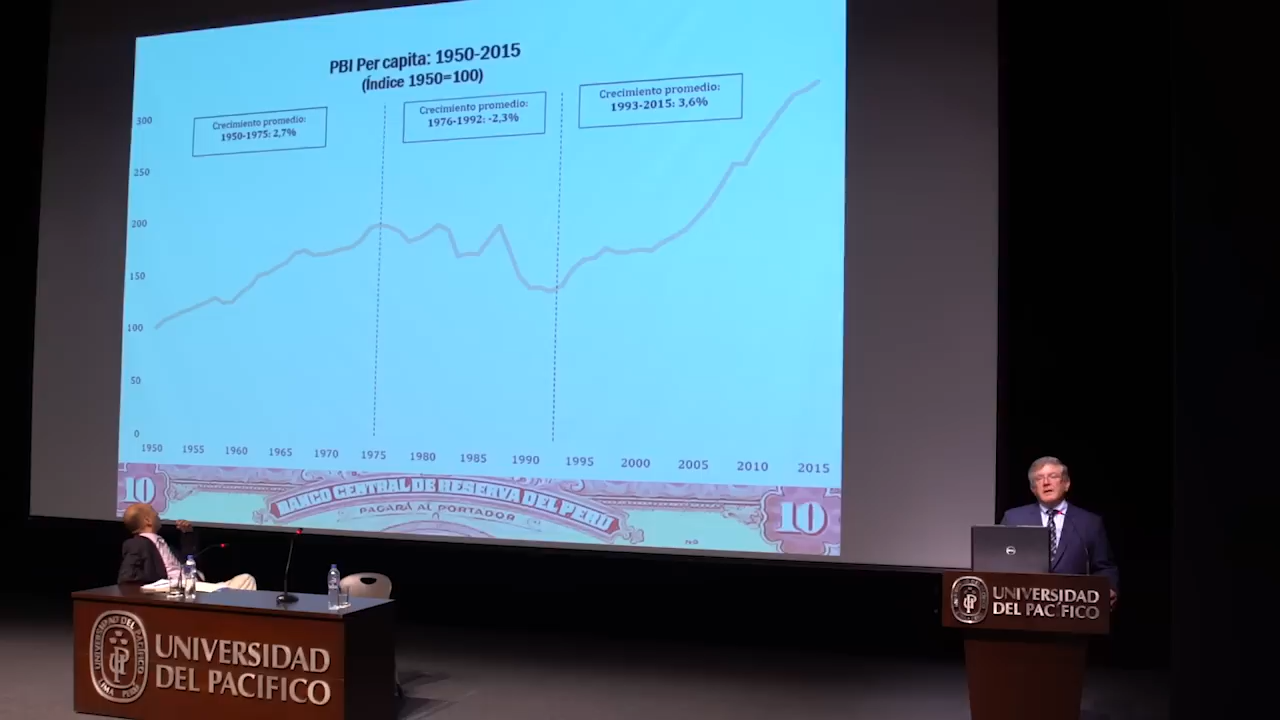 PBI Per capita: 1950-2015
(Índice 1950=100)
Crecimiento promedio:
1950-1975: 2,7%
Crecimiento promedio:
1976-1992: -2,3%
Crecimiento promedio:
1993-2015: 3,6%
300
250
200
150
100
50
0
1950 1955 1960 1965 1970 1975 1980 1985 1990 1995 2000 2005 2010 2015
10
BANCO CENTRAL DE RESERVA DEL PERU
PAGARÁ AL PORTADOR
10
UNIVERSIDAD
DEL PACÍFICO
UNIVERSIDAD
DEL PACIFICO